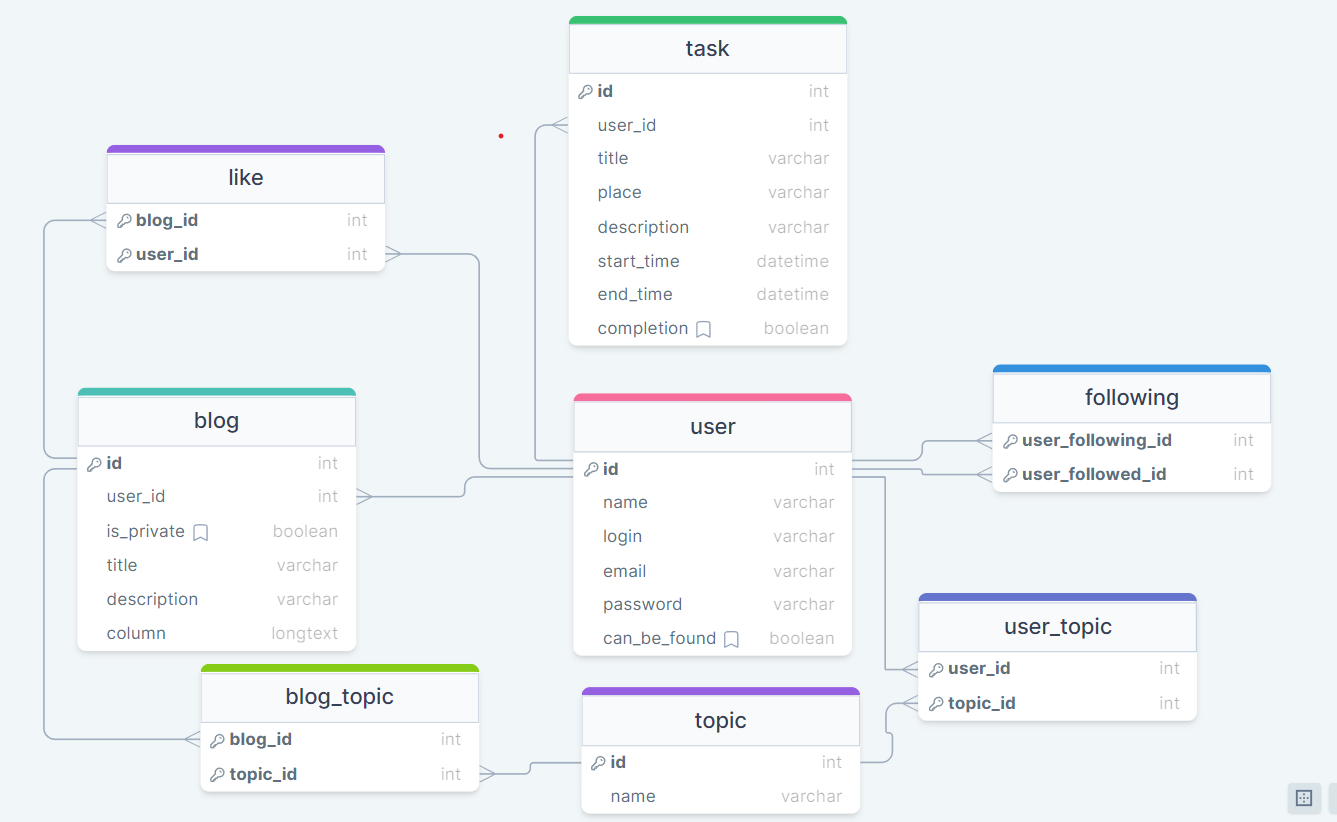 task
id int
user_id int
title varchar
place varchar
description varchar
start_time datetime
end_time datetime
completion boolean
like
blog_id int
user_id int
blog
id int
user_id int
is_private boolean
title varchar
description varchar
column longtext
user
id int
name varchar
login varchar
email varchar
password varchar
can_be_found boolean
following
user_following_id int
user_followed_id int
user_topic
user_id int
topic_id int
blog_topic
blog_id int
topic_id int
topic
id int
name varchar